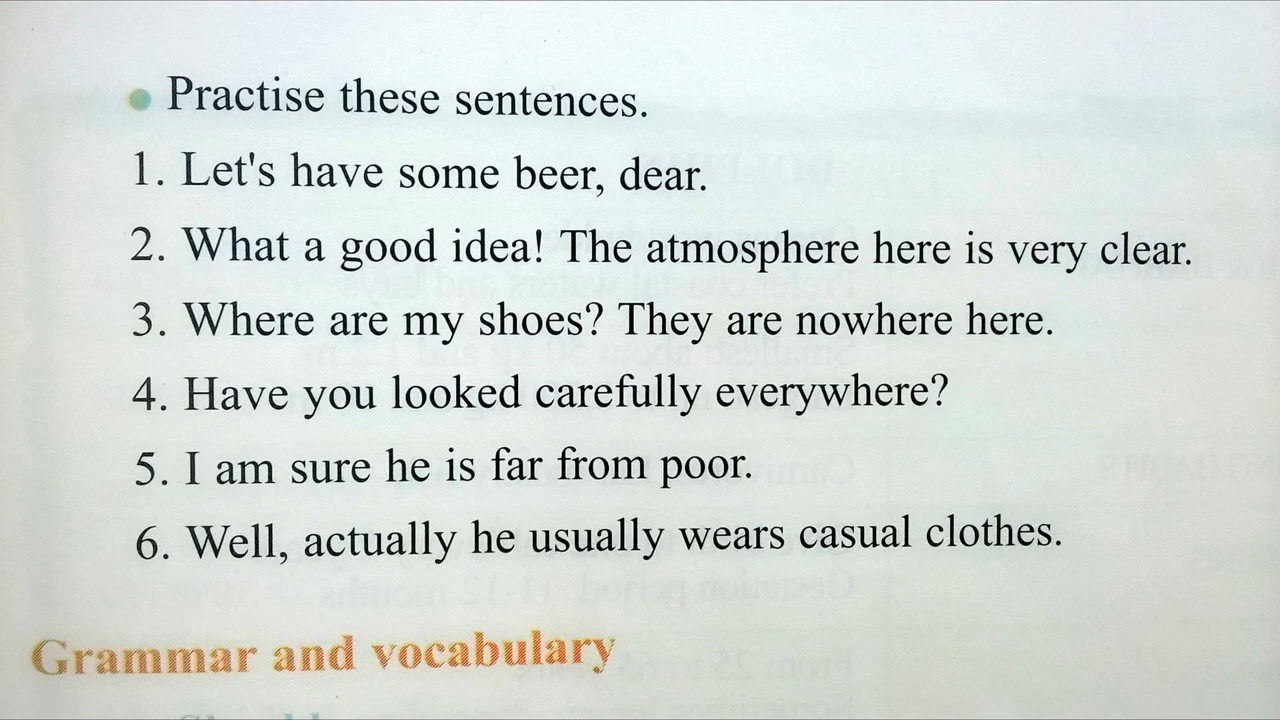 Practise these sentences.
1. Let's have some beer, dear.
2. What a good idea! The atmosphere here is very clear.
3. Where are my shoes? They are nowhere here.
4. Have you looked carefully everywhere?
5. I am sure he is far from poor.
6. Well, actually he usually wears casual clothes.
Grammar and vocabulary